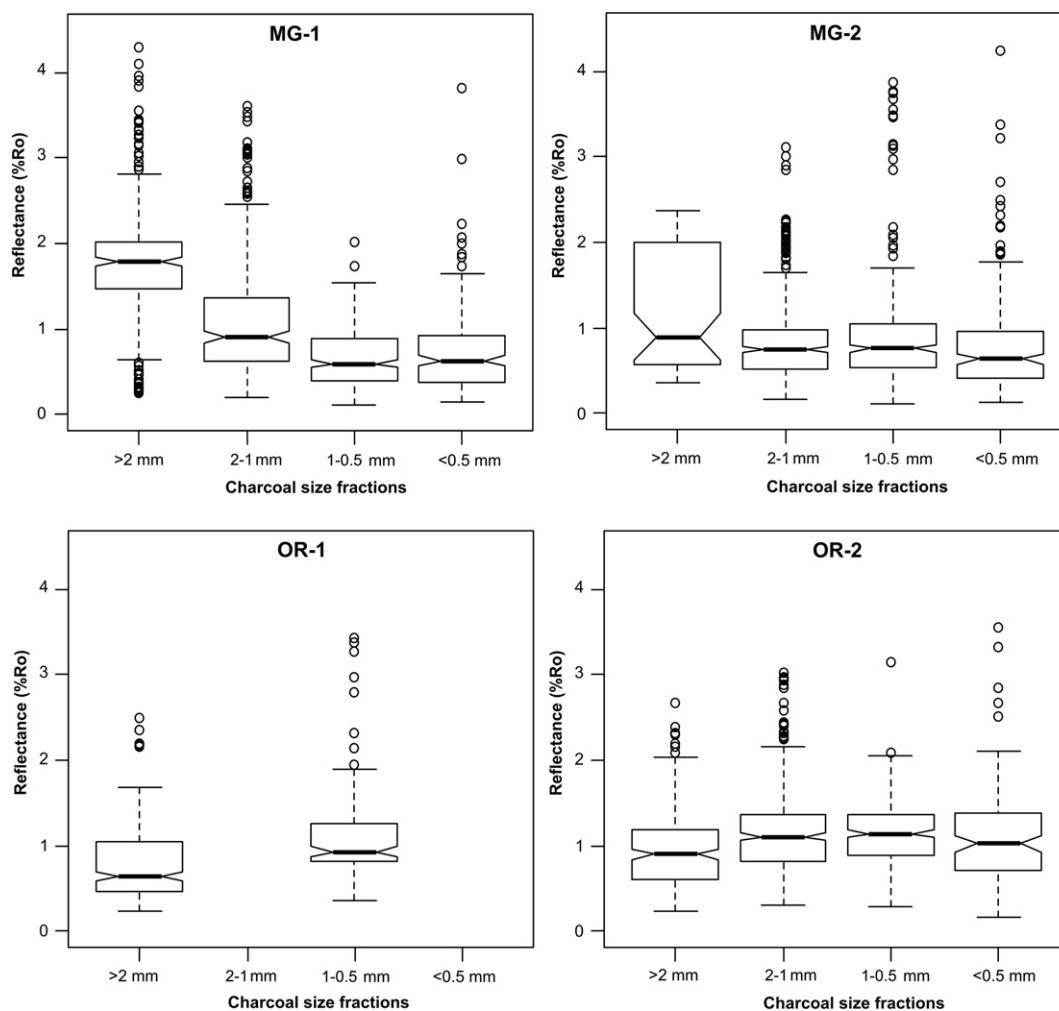 MG-1
Reflectance (%Ro)
4
3
2
1
0
>2 mm 2-1 mm 1-0.5 mm <0.5 mm
Charcoal size fractions
MG-2
Reflectance (%Ro)
4
3
2
1
0
>2 mm 2-1 mm 1-0.5 mm <0.5 mm
Charcoal size fractions
OR-1
Reflectance (%Ro)
4
3
2
1
0
>2 mm 2-1 mm 1-0.5 mm <0.5 mm
Charcoal size fractions
OR-2
Reflectance (%Ro)
4
3
2
1
0
>2 mm 2-1 mm 1-0.5 mm <0.5 mm
Charcoal size fractions